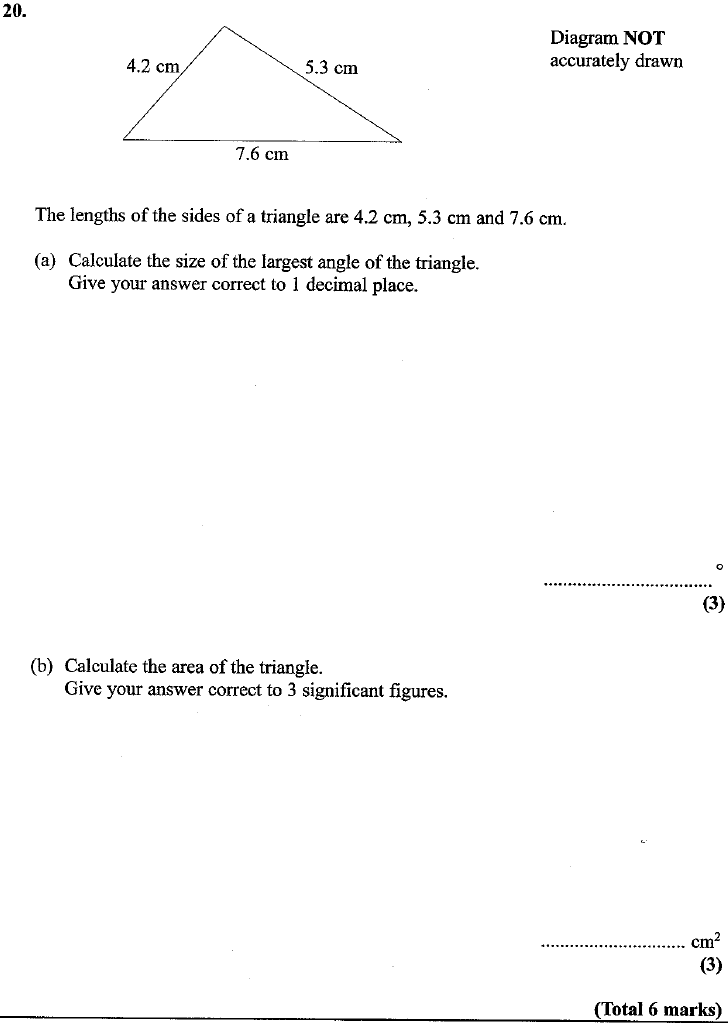 20.
Diagram NOT
accurately drawn
4.2 cm
5.3 cm
7.6 cm
The lengths of the sides of a triangle are 4.2 cm, 5.3 cm and 7.6 cm.
(a) Calculate the size of the largest angle of the triangle.
Give your answer correct to 1 decimal place.
................................... °
(3)
(b) Calculate the area of the triangle.
Give your answer correct to 3 significant figures.
.............................. cm²
(3)
(Total 6 marks)